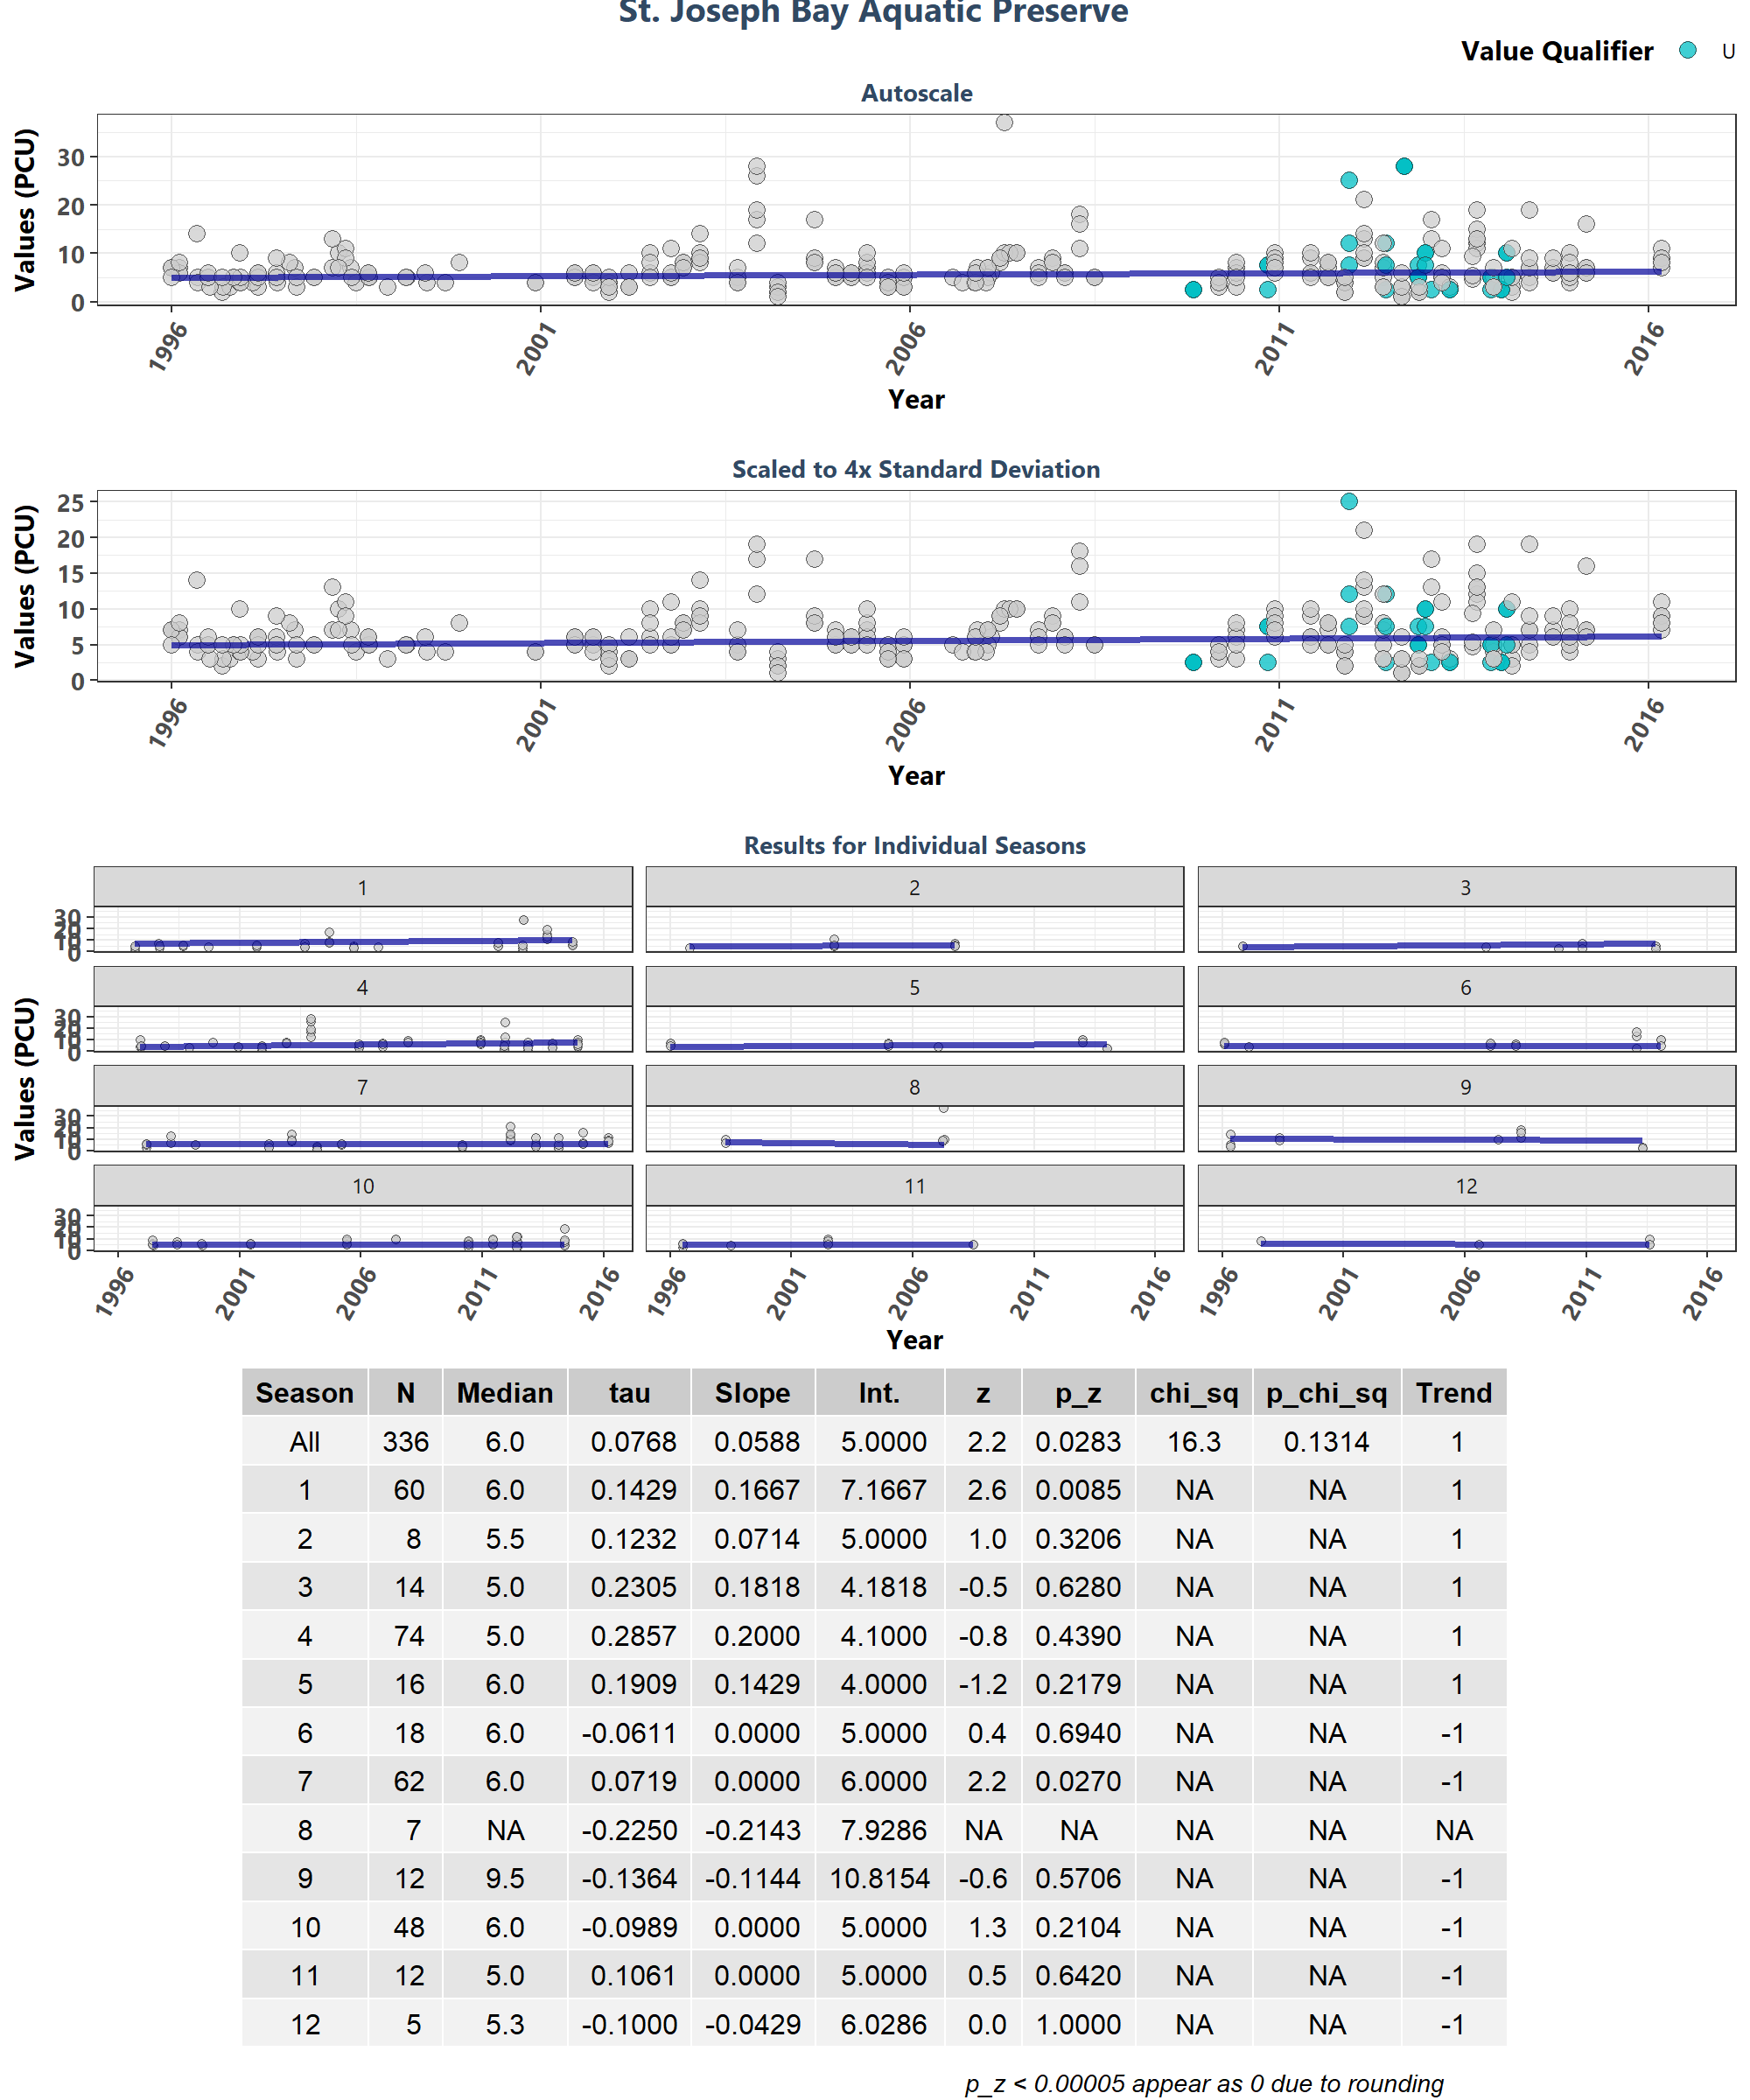 St. Joseph Bay Aquatic Preserve
Value Qualifier U
Autoscale
Values (PCU)
30
20
10
0
1996 2001 2006 2011 2016
Year
Scaled to 4x Standard Deviation
Values (PCU)
25
20
15
10
5
0
1996 2001 2006 2011 2016
Year
Results for Individual Seasons
Values (PCU)
1 2 3
30
20
10
0
4 5 6
30
20
10
0
7 8 9
30
20
10
0
10 11 12
30
20
10
0
1996 2001 2006 2011 2016 1996 2001 2006 2011 2016 1996 2001 2006 2011 2016
Year
Season N Median tau Slope Int. z p_z chi_sq p_chi_sq Trend
All 336 6.0 0.0768 0.0588 5.0000 2.2 0.0283 16.3 0.1314 1
1 60 6.0 0.1429 0.1667 7.1667 2.6 0.0085 NA NA 1
2 8 5.5 0.1232 0.0714 5.0000 1.0 0.3206 NA NA 1
3 14 5.0 0.2305 0.1818 4.1818 -0.5 0.6280 NA NA 1
4 74 5.0 0.2857 0.2000 4.1000 -0.8 0.4390 NA NA 1
5 16 6.0 0.1909 0.1429 4.0000 -1.2 0.2179 NA NA 1
6 18 6.0 -0.0611 0.0000 5.0000 0.4 0.6940 NA NA -1
7 62 6.0 0.0719 0.0000 6.0000 2.2 0.0270 NA NA -1
8 7 NA -0.2250 -0.2143 7.9286 NA NA NA NA NA
9 12 9.5 -0.1364 -0.1144 10.8154 -0.6 0.5706 NA NA -1
10 48 6.0 -0.0989 0.0000 5.0000 1.3 0.2104 NA NA -1
11 12 5.0 0.1061 0.0000 5.0000 0.5 0.6420 NA NA -1
12 5 5.3 -0.1000 -0.0429 6.0286 0.0 1.0000 NA NA -1
p_z < 0.00005 appear as 0 due to rounding